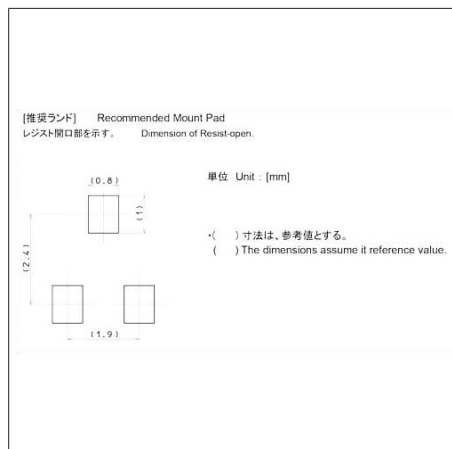 [推奨ランド] Recommended Mount Pad
レジスト開口部を示す。 Dimension of Resist-open.
単位 Unit : [mm]
(0.8)
(1)
・( ) 寸法は、参考値とする。
( ) The dimensions assume it reference value.
(2.4)
(1.9)